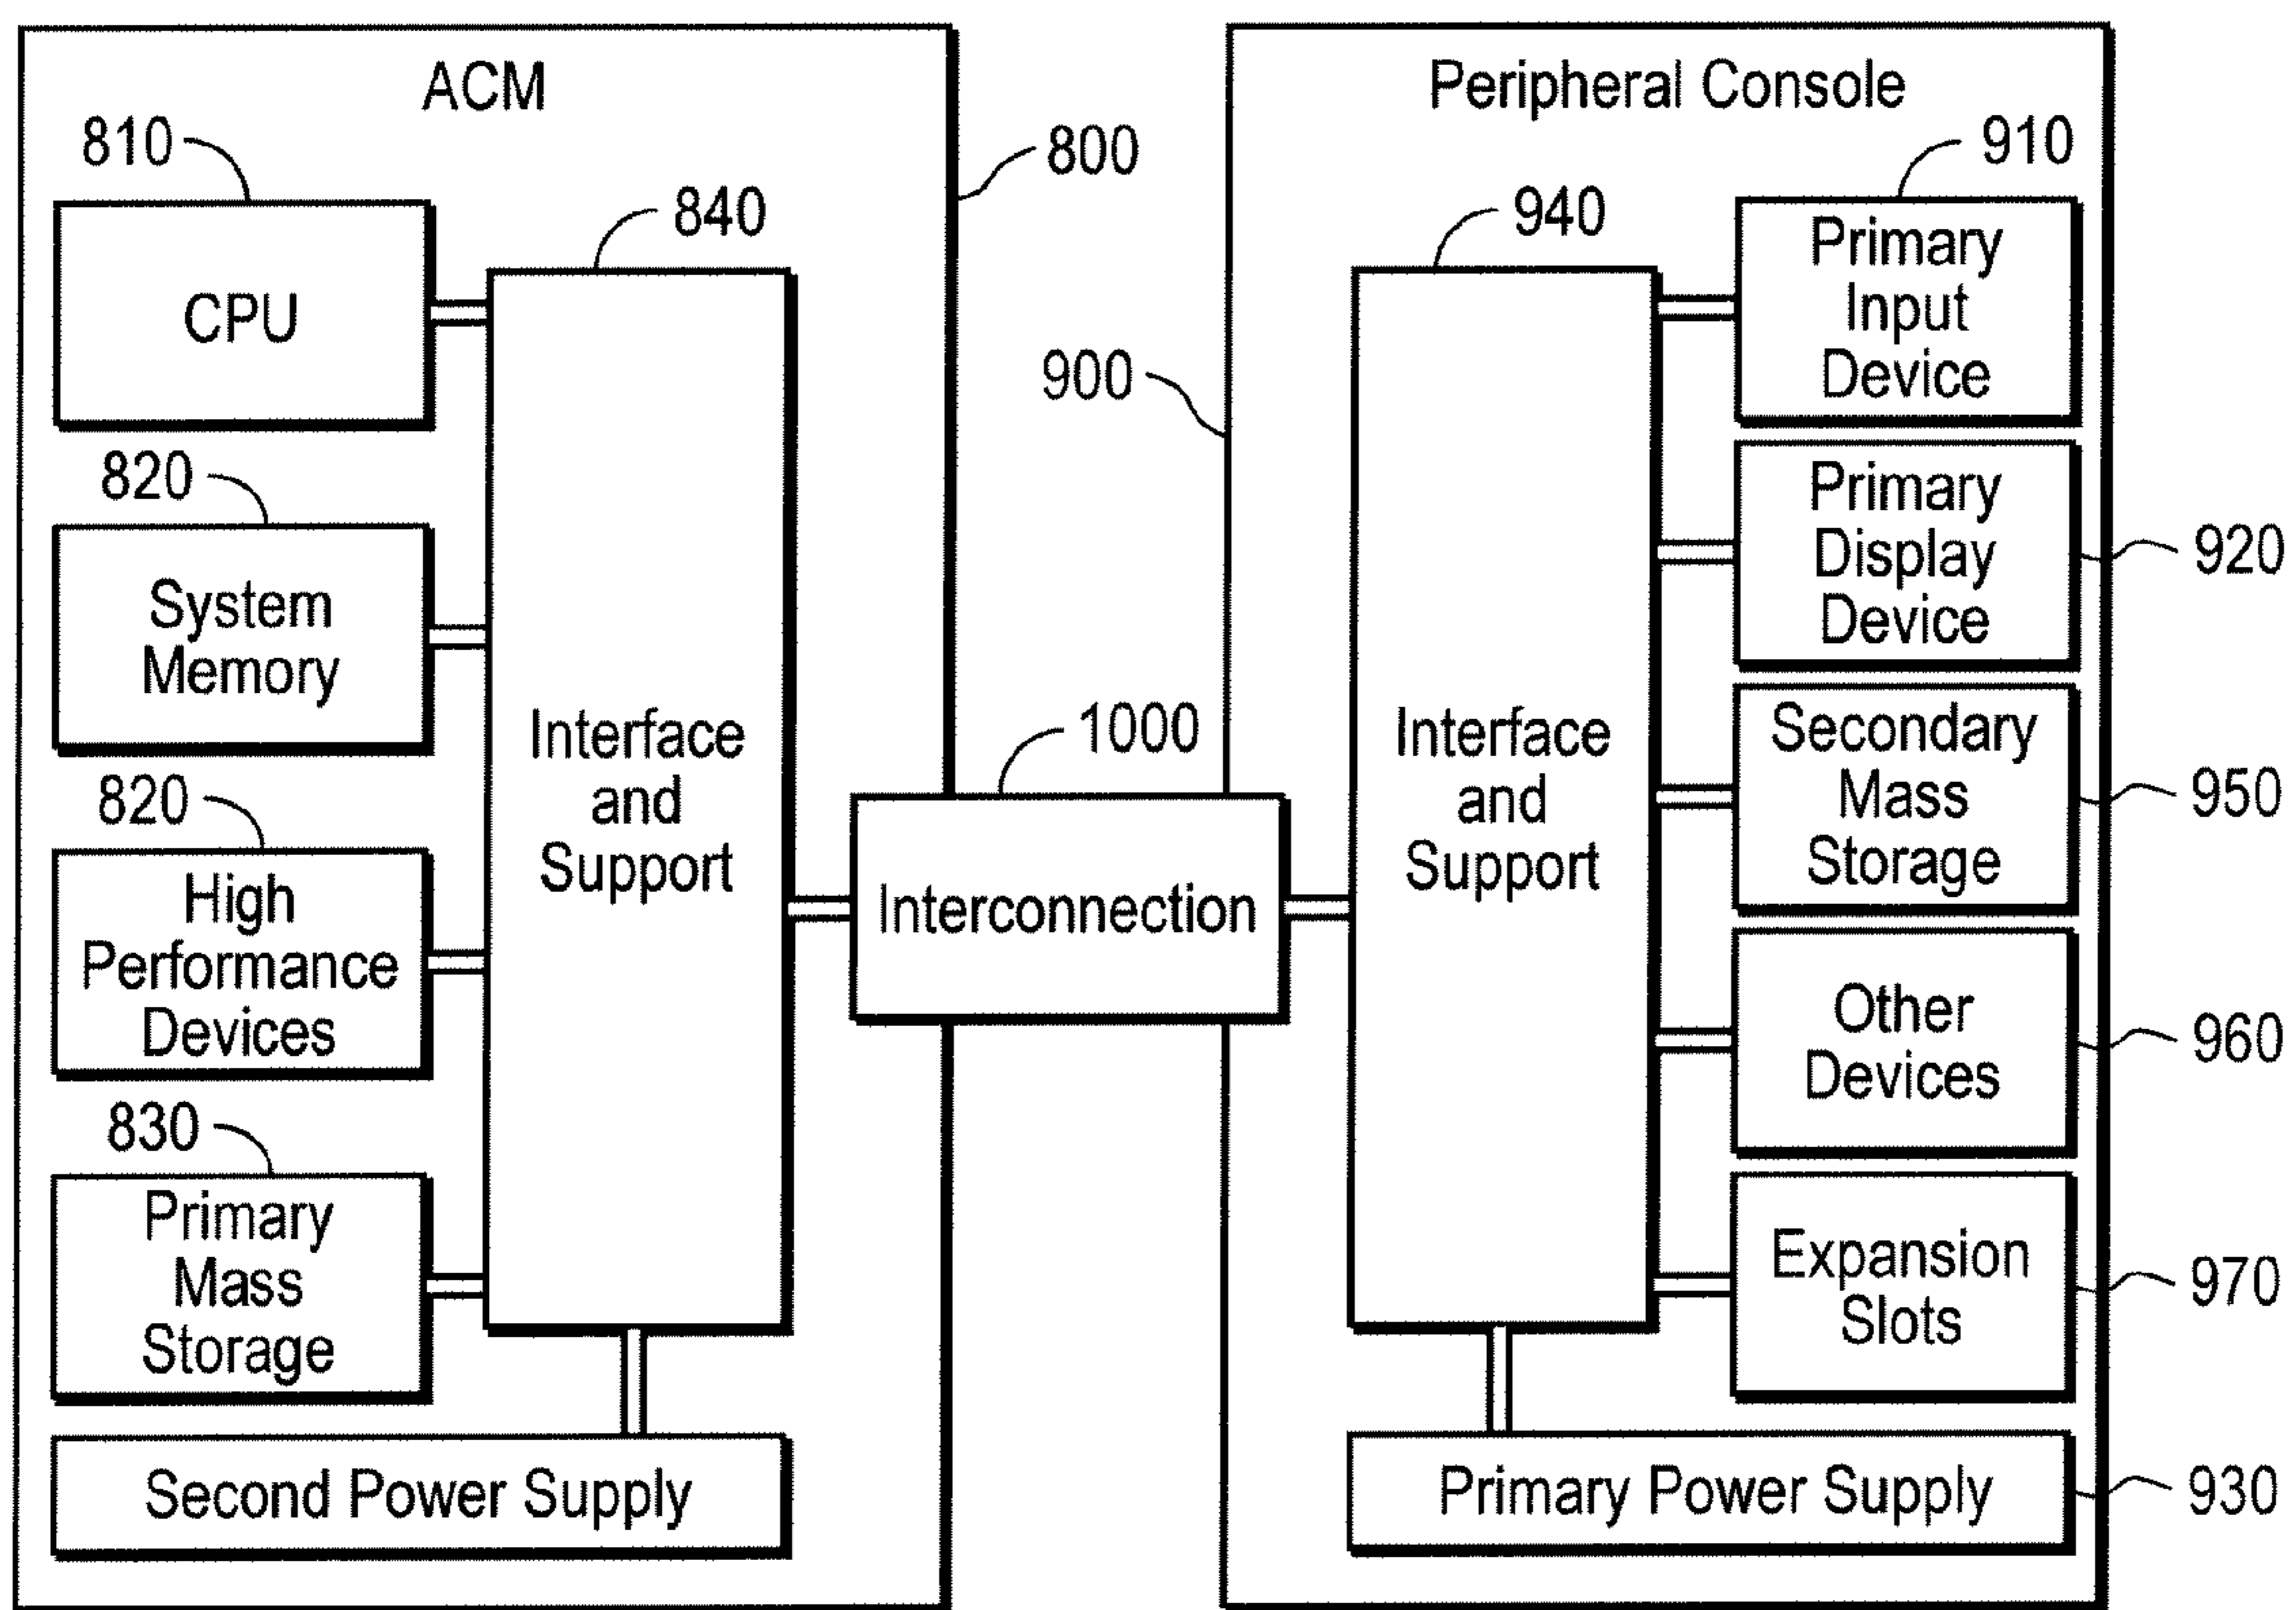 ACM
810
800
840
CPU
820
System
Memory
820
High
Performance
Devices
830
Primary
Mass
Storage
Interface
and
Support
Second Power Supply
1000
Interconnection
Peripheral Console
900
940
910
Primary
Input
Device
Primary
Display
Device
920
Secondary
Mass
Storage
950
Other
Devices
960
Expansion
Slots
970
Interface
and
Support
Primary Power Supply
930